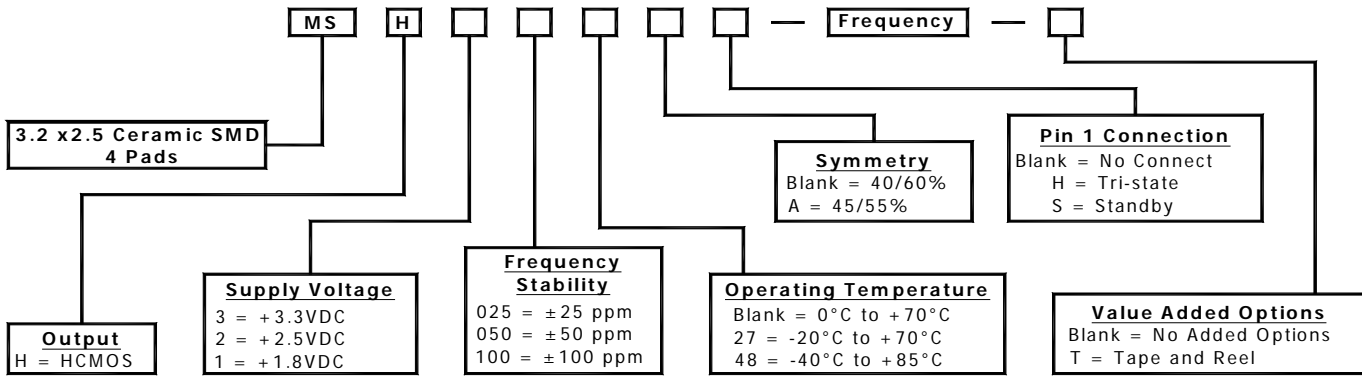 MS H — Frequency —
3.2 x2.5 Ceramic SMD
4 Pads
Output
H = HCMOS
Supply Voltage
3 = +3.3VDC
2 = +2.5VDC
1 = +1.8VDC
Frequency
Stability
025 = ±25 ppm
050 = ±50 ppm
100 = ±100 ppm
Operating Temperature
Blank = 0°C to +70°C
27 = -20°C to +70°C
48 = -40°C to +85°C
Symmetry
Blank = 40/60%
A = 45/55%
Pin 1 Connection
Blank = No Connect
H = Tri-state
S = Standby
Value Added Options
Blank = No Added Options
T = Tape and Reel